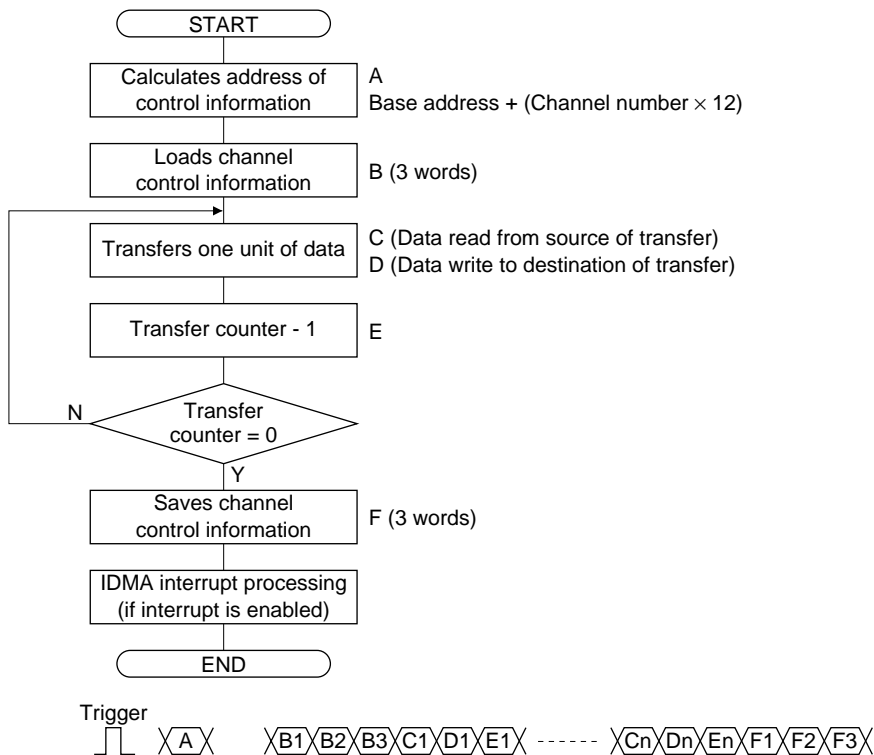 START
Calculates address of
control information
A
Base address + (Channel number × 12)
Loads channel
control information
B (3 words)
Transfers one unit of data
C (Data read from source of transfer)
D (Data write to destination of transfer)
Transfer counter - 1
E
N
Transfer
counter = 0
Y
Saves channel
control information
F (3 words)
IDMA interrupt processing
(if interrupt is enabled)
END
Trigger
A B1 B2 B3 C1 D1 E1 ------ Cn Dn En F1 F2 F3